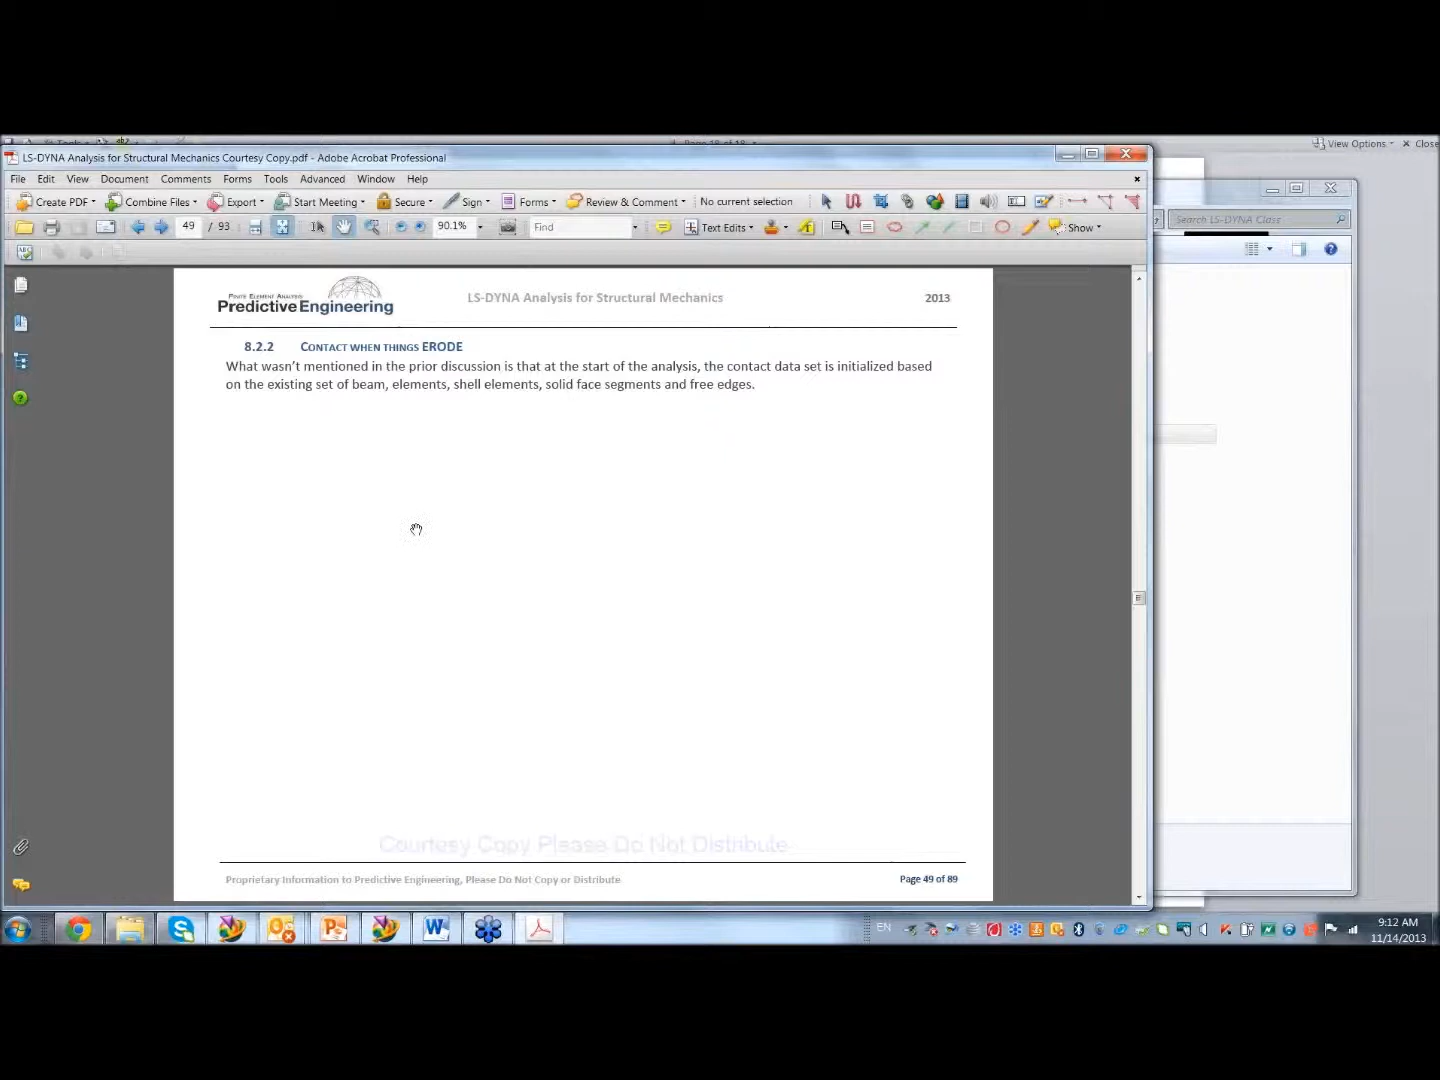 View Options
Close
LS-DYNA Analysis for Structural Mechanics Courtesy Copy.pdf - Adobe Acrobat Professional
File Edit View Document Comments Forms Tools Advanced Window Help
Create PDF Combine Files Export Start Meeting Secure Sign Forms Review & Comment No current selection
Search LS-DYNA Class
49 / 93 90.1% Find Text Edits Show
FINITE ELEMENT ANALYSIS
Predictive Engineering
LS-DYNA Analysis for Structural Mechanics
2013
8.2.2 CONTACT WHEN THINGS ERODE
What wasn't mentioned in the prior discussion is that at the start of the analysis, the contact data set is initialized based
on the existing set of beam, elements, shell elements, solid face segments and free edges.
Courtesy Copy Please Do Not Distribute
Proprietary Information to Predictive Engineering, Please Do Not Copy or Distribute
Page 49 of 89
EN
9:12 AM
11/14/2013